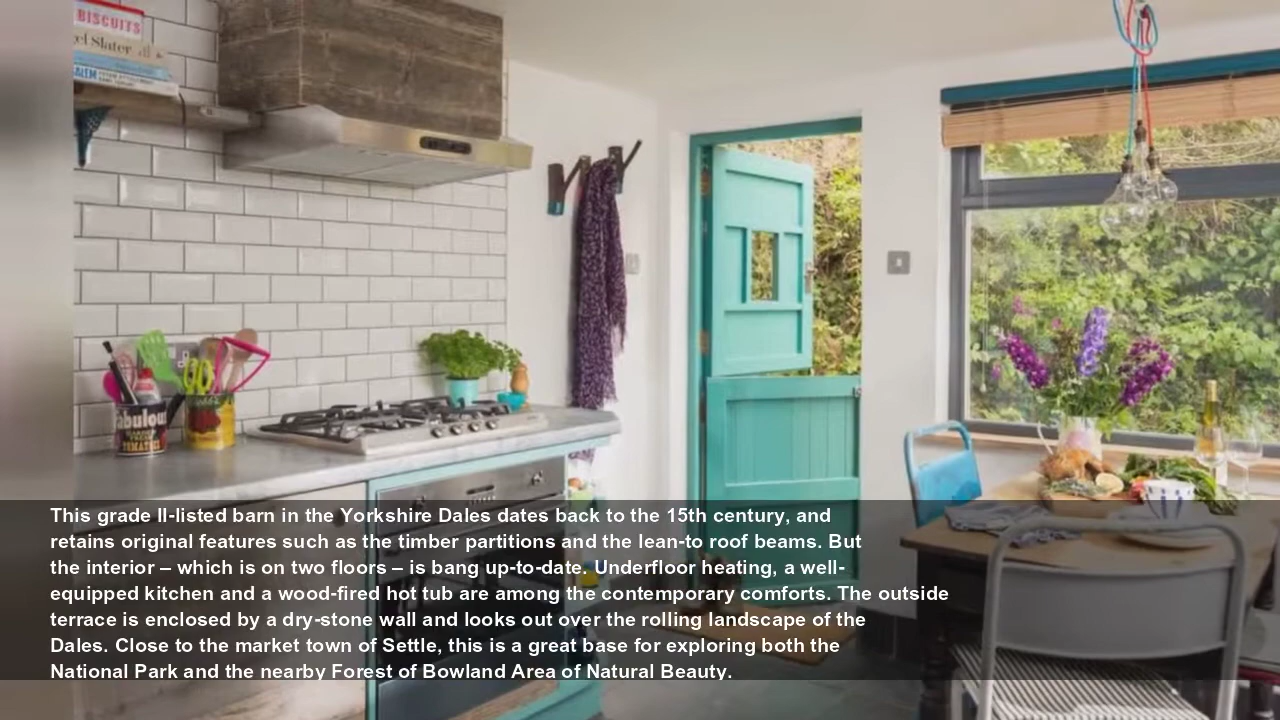 BISCUITS
Slater
fabulous
TOMATOES
This grade II-listed barn in the Yorkshire Dales dates back to the 15th century, and
retains original features such as the timber partitions and the lean-to roof beams. But
the interior – which is on two floors – is bang up-to-date. Underfloor heating, a well-
equipped kitchen and a wood-fired hot tub are among the contemporary comforts. The outside
terrace is enclosed by a dry-stone wall and looks out over the rolling landscape of the
Dales. Close to the market town of Settle, this is a great base for exploring both the
National Park and the nearby Forest of Bowland Area of Natural Beauty.